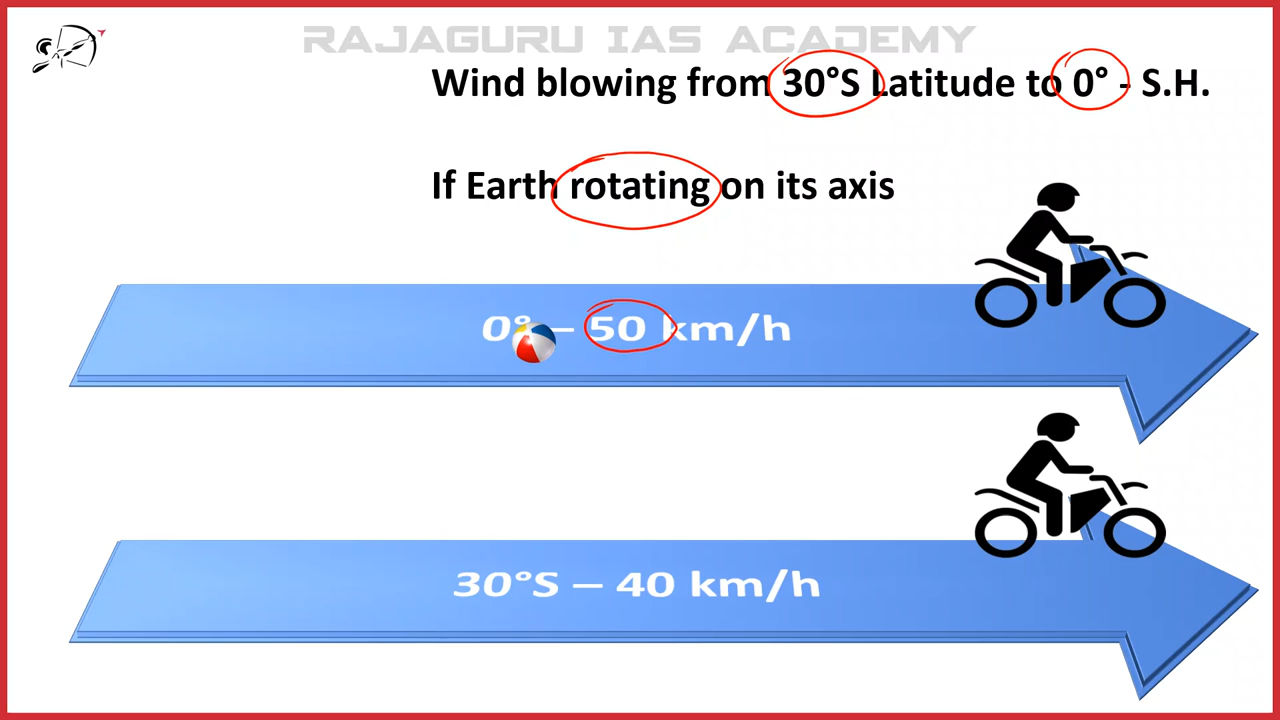 RAJAGURU IAS ACADEMY
Wind blowing from 30°S Latitude to 0° - S.H.
If Earth rotating on its axis
0° – 50 km/h
30°S – 40 km/h